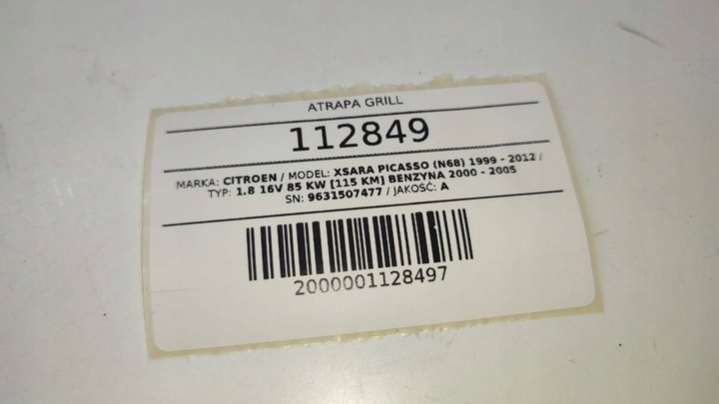 ATRAPA GRILL
112849
MARKA: CITROEN / MODEL: XSARA PICASSO (N68) 1999 - 2012 /
TYP: 1.8 16V 85 KW [115 KM] BENZYNA 2000 - 2005
SN: 9631507477 / JAKOŚĆ: A
2000001128497